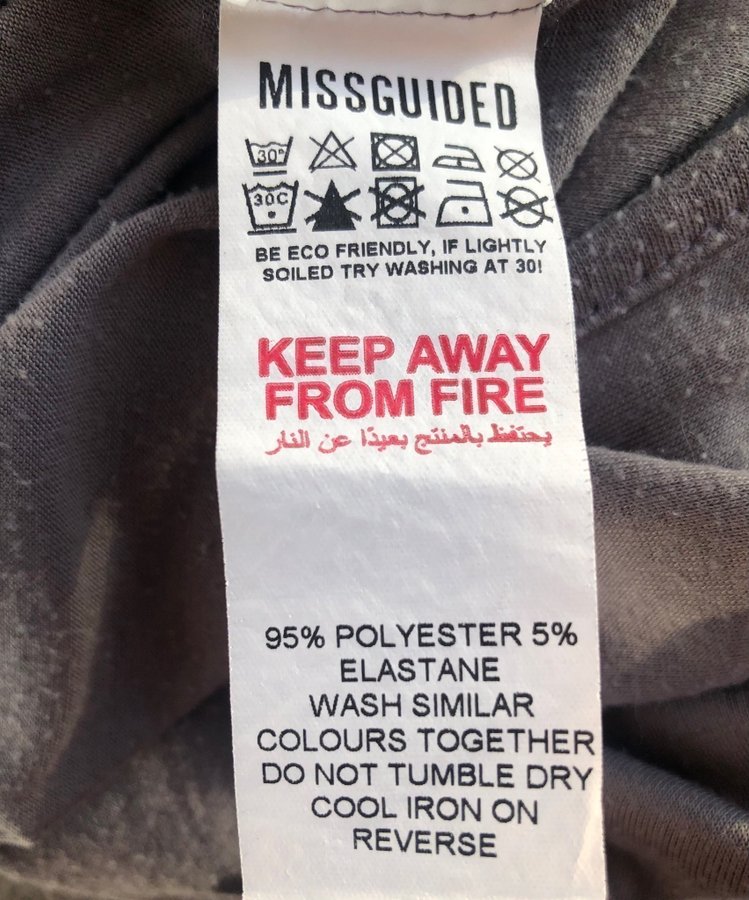 MISSGUIDED
30°
30C
BE ECO FRIENDLY, IF LIGHTLY
SOILED TRY WASHING AT 30!
KEEP AWAY
FROM FIRE
يحتفظ بالمنتج بعيدًا عن النار
95% POLYESTER 5%
ELASTANE
WASH SIMILAR
COLOURS TOGETHER
DO NOT TUMBLE DRY
COOL IRON ON
REVERSE